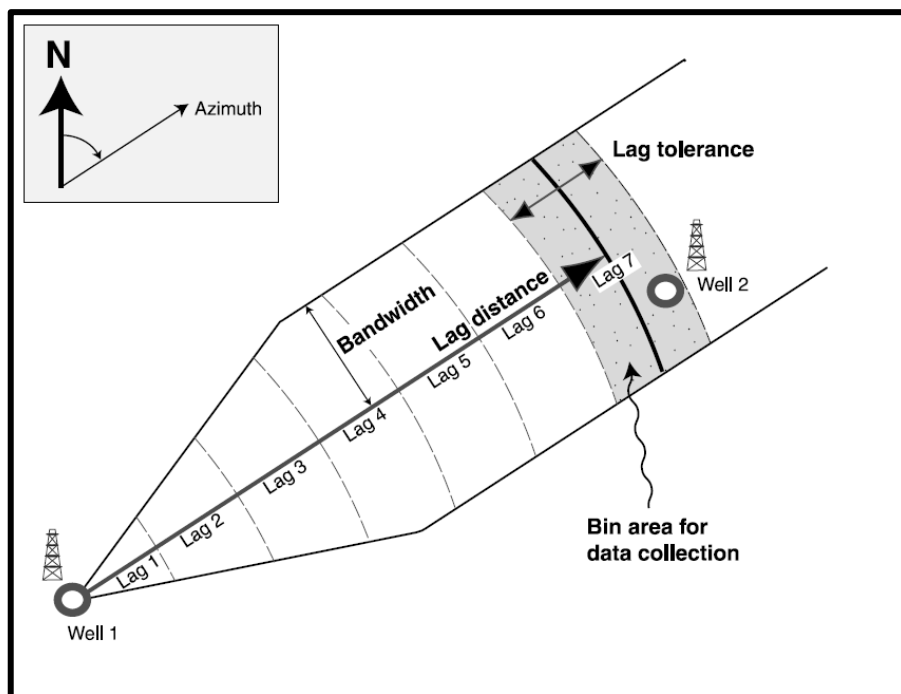 N
Azimuth
Lag tolerance
Well 2
Lag 7
Lag distance
Bandwidth
Lag 6
Lag 5
Lag 4
Lag 3
Lag 2
Lag 1
Well 1
Bin area for
data collection